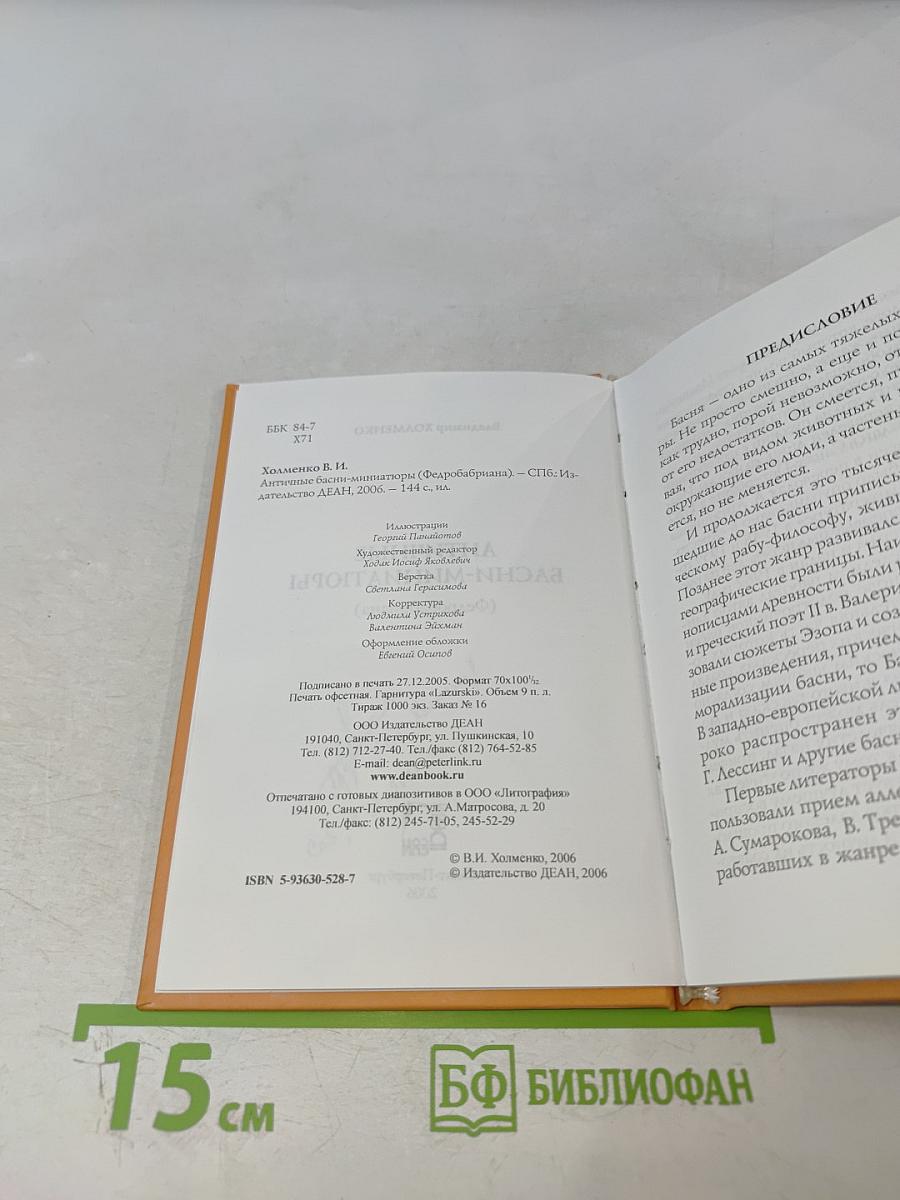 ББК 84-7
Х71
Холменко В. И.
Античные басни-миниатюры (Федробабриана). — СПб.: Из-
дательство ДЕАН, 2006. — 144 с., ил.
Иллюстрации
Георгий Панайотов
Художественный редактор
Ходак Иосиф Яковлевич
Верстка
Светлана Герасимова
Корректура
Людмила Устрикова
Валентина Эйхман
Оформление обложки
Евгений Осипов
Подписано в печать 27.12.2005. Формат 70x100¹/₃₂
Печать офсетная. Гарнитура «Lazurski». Объем 9 п. л.
Тираж 1000 экз. Заказ № 16
ООО Издательство ДЕАН
191040, Санкт-Петербург, ул. Пушкинская, 10
Тел. (812) 712-27-40. Тел./факс (812) 764-52-85
E-mail: dean@peterlink.ru
www.deanbook.ru
Отпечатано с готовых диапозитивов в ООО «Литография»
194100, Санкт-Петербург, ул. А.Матросова, д. 20
Тел./факс: (812) 245-71-05, 245-52-29
© В.И. Холменко, 2006
ISBN 5-93630-528-7
© Издательство ДЕАН, 2006
ПРЕДИСЛОВИЕ
Басня — одно из самых тяжелых
ры. Не просто смешно, а еще и по
как трудно, порой невозможно, от
от его недостатков. Он смеется, п
вая, что под видом животных и
окружающие его люди, а частень
ется, но не меняется.
И продолжается это тысяче
шедшие до нас басни припись
ческому рабу-философу, живш
Позднее этот жанр развивалс
географические границы. Наи
нописцами древности были р
и греческий поэт II в. Валери
зовали сюжеты Эзопа и соз
ные произведения, причем
морализации басни, то Ба
В западно-европейской ли
роко распространен эт
Г. Лессинг и другие басн
Первые литераторы
пользовали прием алле
А. Сумарокова, В. Тре
работавших в жанре
15 см
БФ БИБЛИОФАН